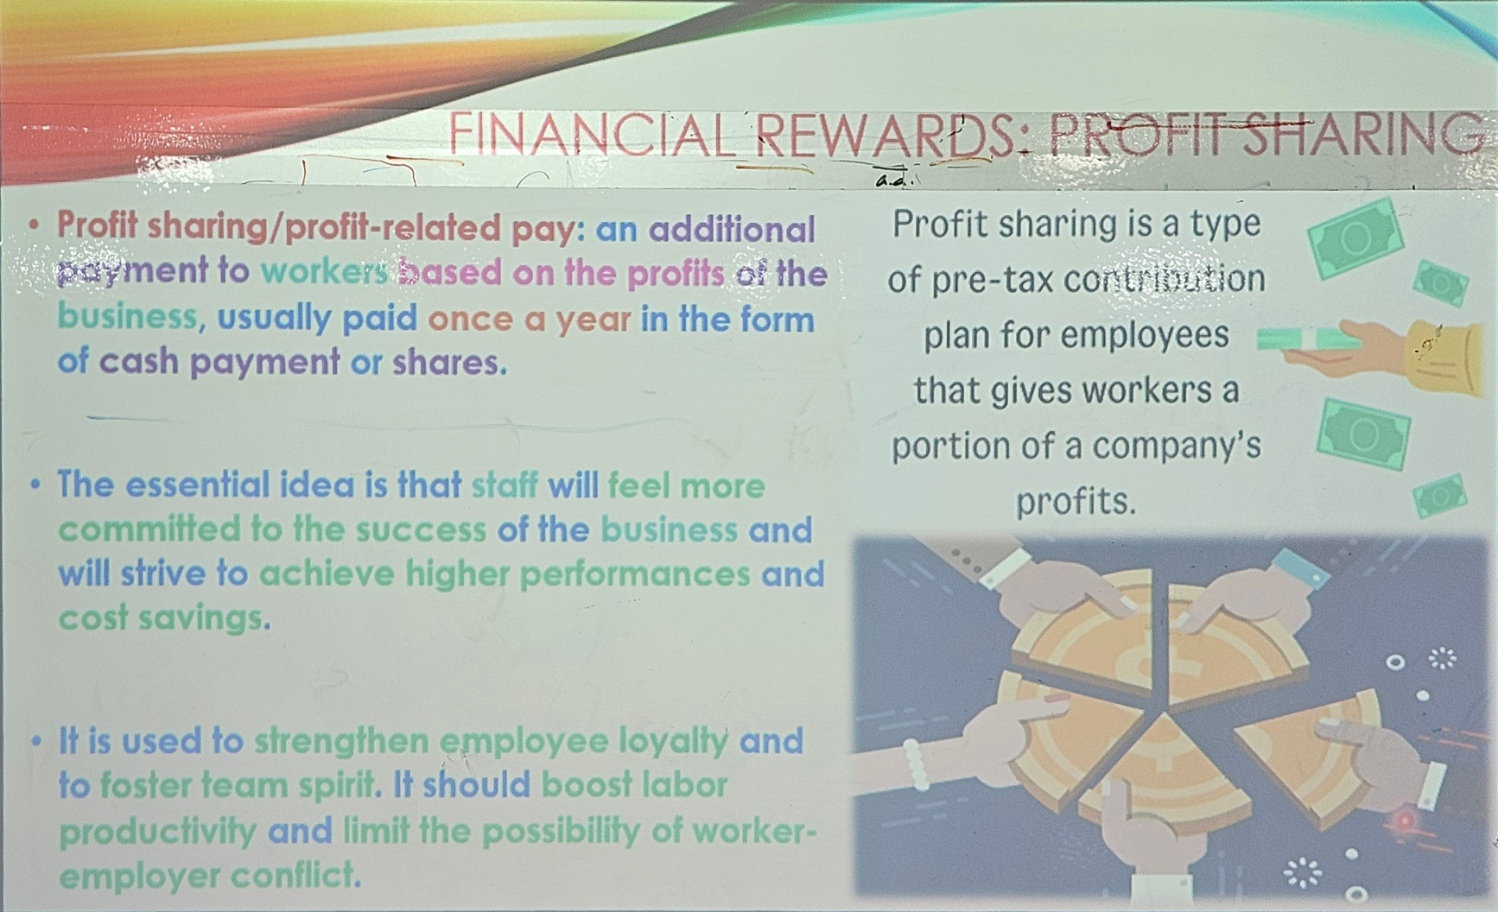 FINANCIAL REWARDS: PROFIT SHARING
• Profit sharing/profit-related pay: an additional
payment to workers based on the profits of the
business, usually paid once a year in the form
of cash payment or shares.
• The essential idea is that staff will feel more
committed to the success of the business and
will strive to achieve higher performances and
cost savings.
• It is used to strengthen employee loyalty and
to foster team spirit. It should boost labor
productivity and limit the possibility of worker-
employer conflict.
Profit sharing is a type
of pre-tax contribution
plan for employees
that gives workers a
portion of a company's
profits.